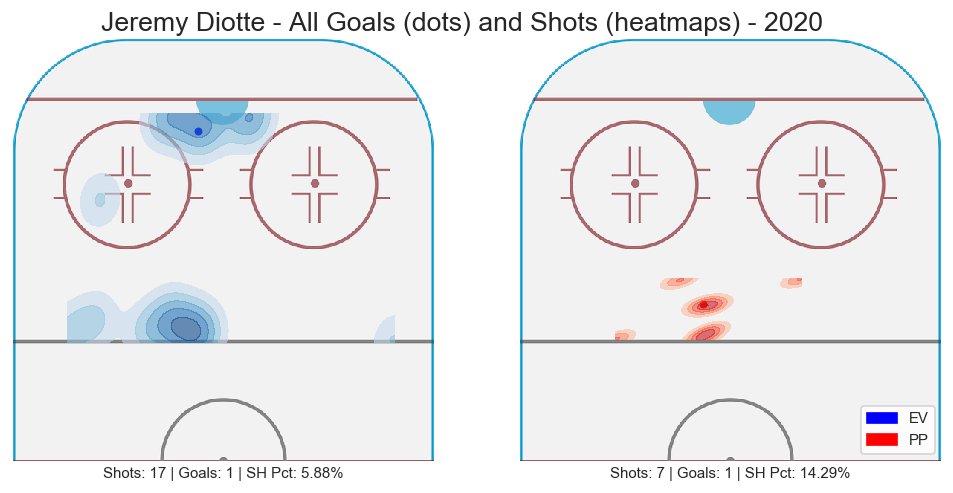 Jeremy Diotte - All Goals (dots) and Shots (heatmaps) - 2020
EV
PP
Shots: 17 | Goals: 1 | SH Pct: 5.88%
Shots: 7 | Goals: 1 | SH Pct: 14.29%